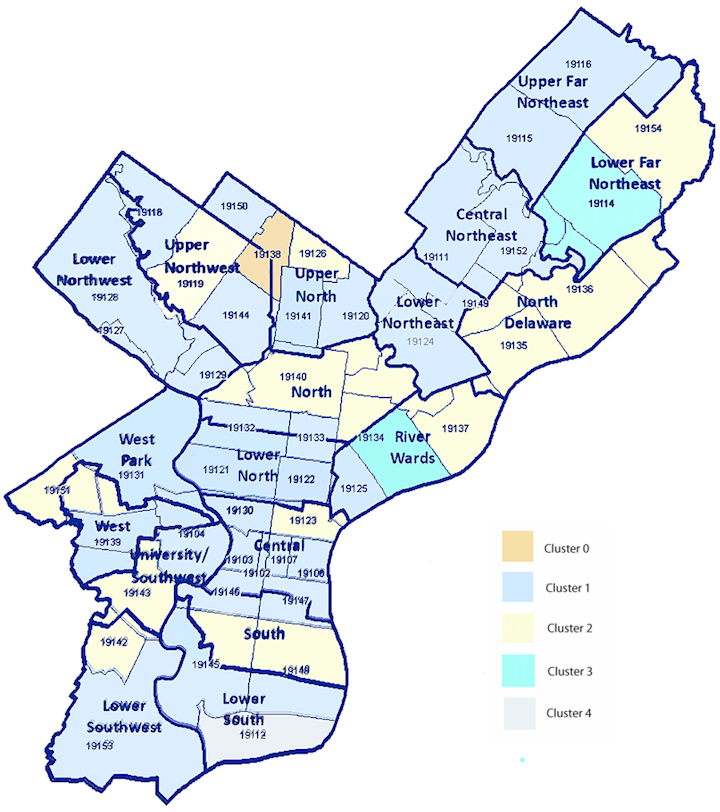 19116
Upper Far
Northeast
19115
19154
Lower Far
Northeast
19114
19150
19118
Central
Northeast
19152
19111
Upper
Northwest
19119
19138
19126
Upper
North
19141
19120
Lower
Northwest
19128
19127
19144
19129
Lower
Northeast
19124
19149
North
Delaware
19136
19135
19140
North
19132
19133
19134
River
Wards
19137
West
Park
19131
Lower
North
19121
19122
19125
19151
West
19139
19104
19130
19123
Central
19103
19107
19102
19106
University/
Southwest
19143
19146
19147
South
19142
19145
19148
Lower
Southwest
19153
Lower
South
19112
Cluster 0
Cluster 1
Cluster 2
Cluster 3
Cluster 4